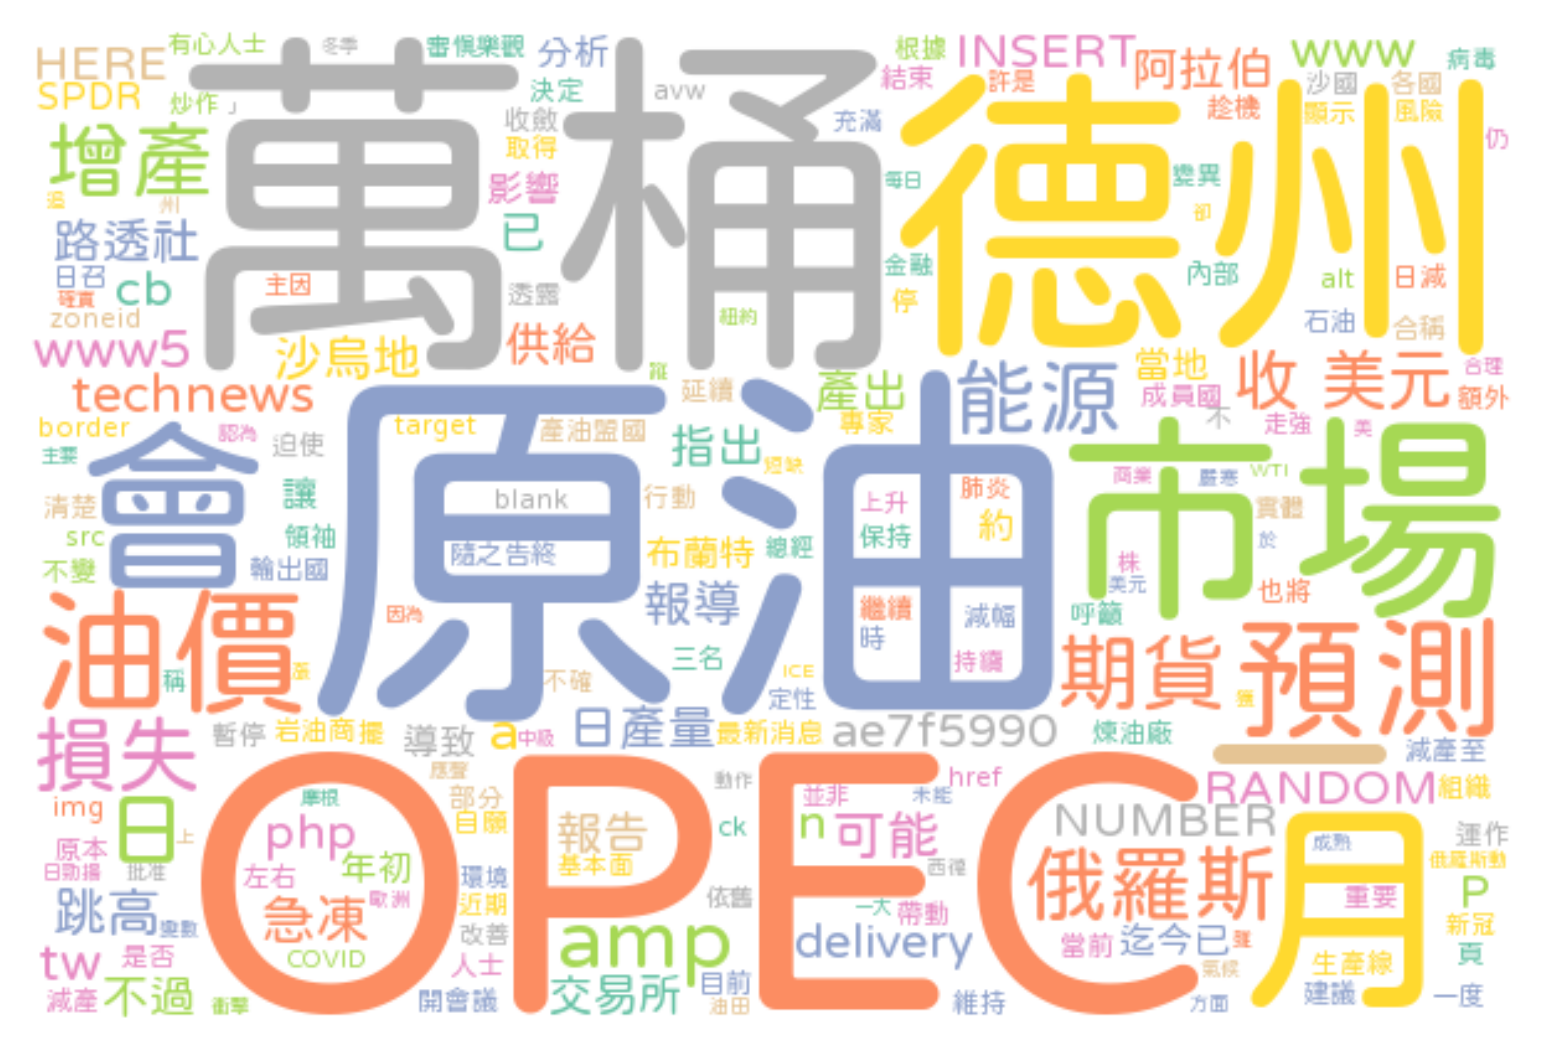 HERE
有心人士
冬季
審慎樂觀
分析
根據
INSERT
www
病毒
SPDR
炒作
」
萬桶
決定
avw
結束
許是
阿拉伯
沙國
各國
趁機
顯示
風險
增產
收斂
取得
充滿
德州
仍
影響
每日
變異
州
路透社
已
卻
日召
cb
主因
透露
金融
停
內部
alt
日減
確實
zoneid
紐約
石油
合稱
www5
沙烏地
供給
technews
延續
產出
能源
當地
收
美元
合理
成員國
額外
border
認為
target
產油盟國
專家
不
走強
美
主要
會
迫使
原油
指出
短缺
市場
商業
嚴寒
WTI
清楚
讓
blank
行動
上升
肺炎
實體
src
領袖
隨之告終
布蘭特
總經
保持
約
於
不變
輸出國
報導
株
美元
也將
油價
因為
繼續
減幅
呼籲
時
三名
持續
期貨
預測
稱
不確
ICE
定性
損失
暫停
岩油商
擺
導致
a
中級
日產量
最新消息
ae7f5990
煉油廠
減產至
應聲
OPEC
動作
href
RANDOM
組織
img
日
摩根
部分
並非
未能
php
自願
報告
ck
n
可能
NUMBER
月
成熟
運作
原本
上
批准
左右
年初
基本面
西德
俄羅斯
俄羅斯動
環境
重要
P
跳高
變數
急凍
歐洲
近期
依舊
一大
帶動
新冠
tw
是否
COVID
改善
amp
delivery
當前
迄今已
頁
人士
氣候
生產線
減產
不過
衝擊
開會議
交易所
目前
油田
維持
方面
建議
一度